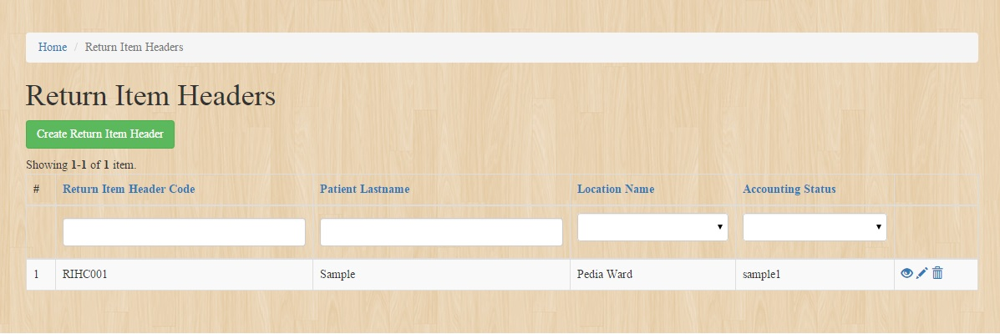 Home / Return Item Headers
Return Item Headers
Create Return Item Header
Showing 1-1 of 1 item.
# Return Item Header Code Patient Lastname Location Name Accounting Status
1 RIHC001 Sample Pedia Ward sample1